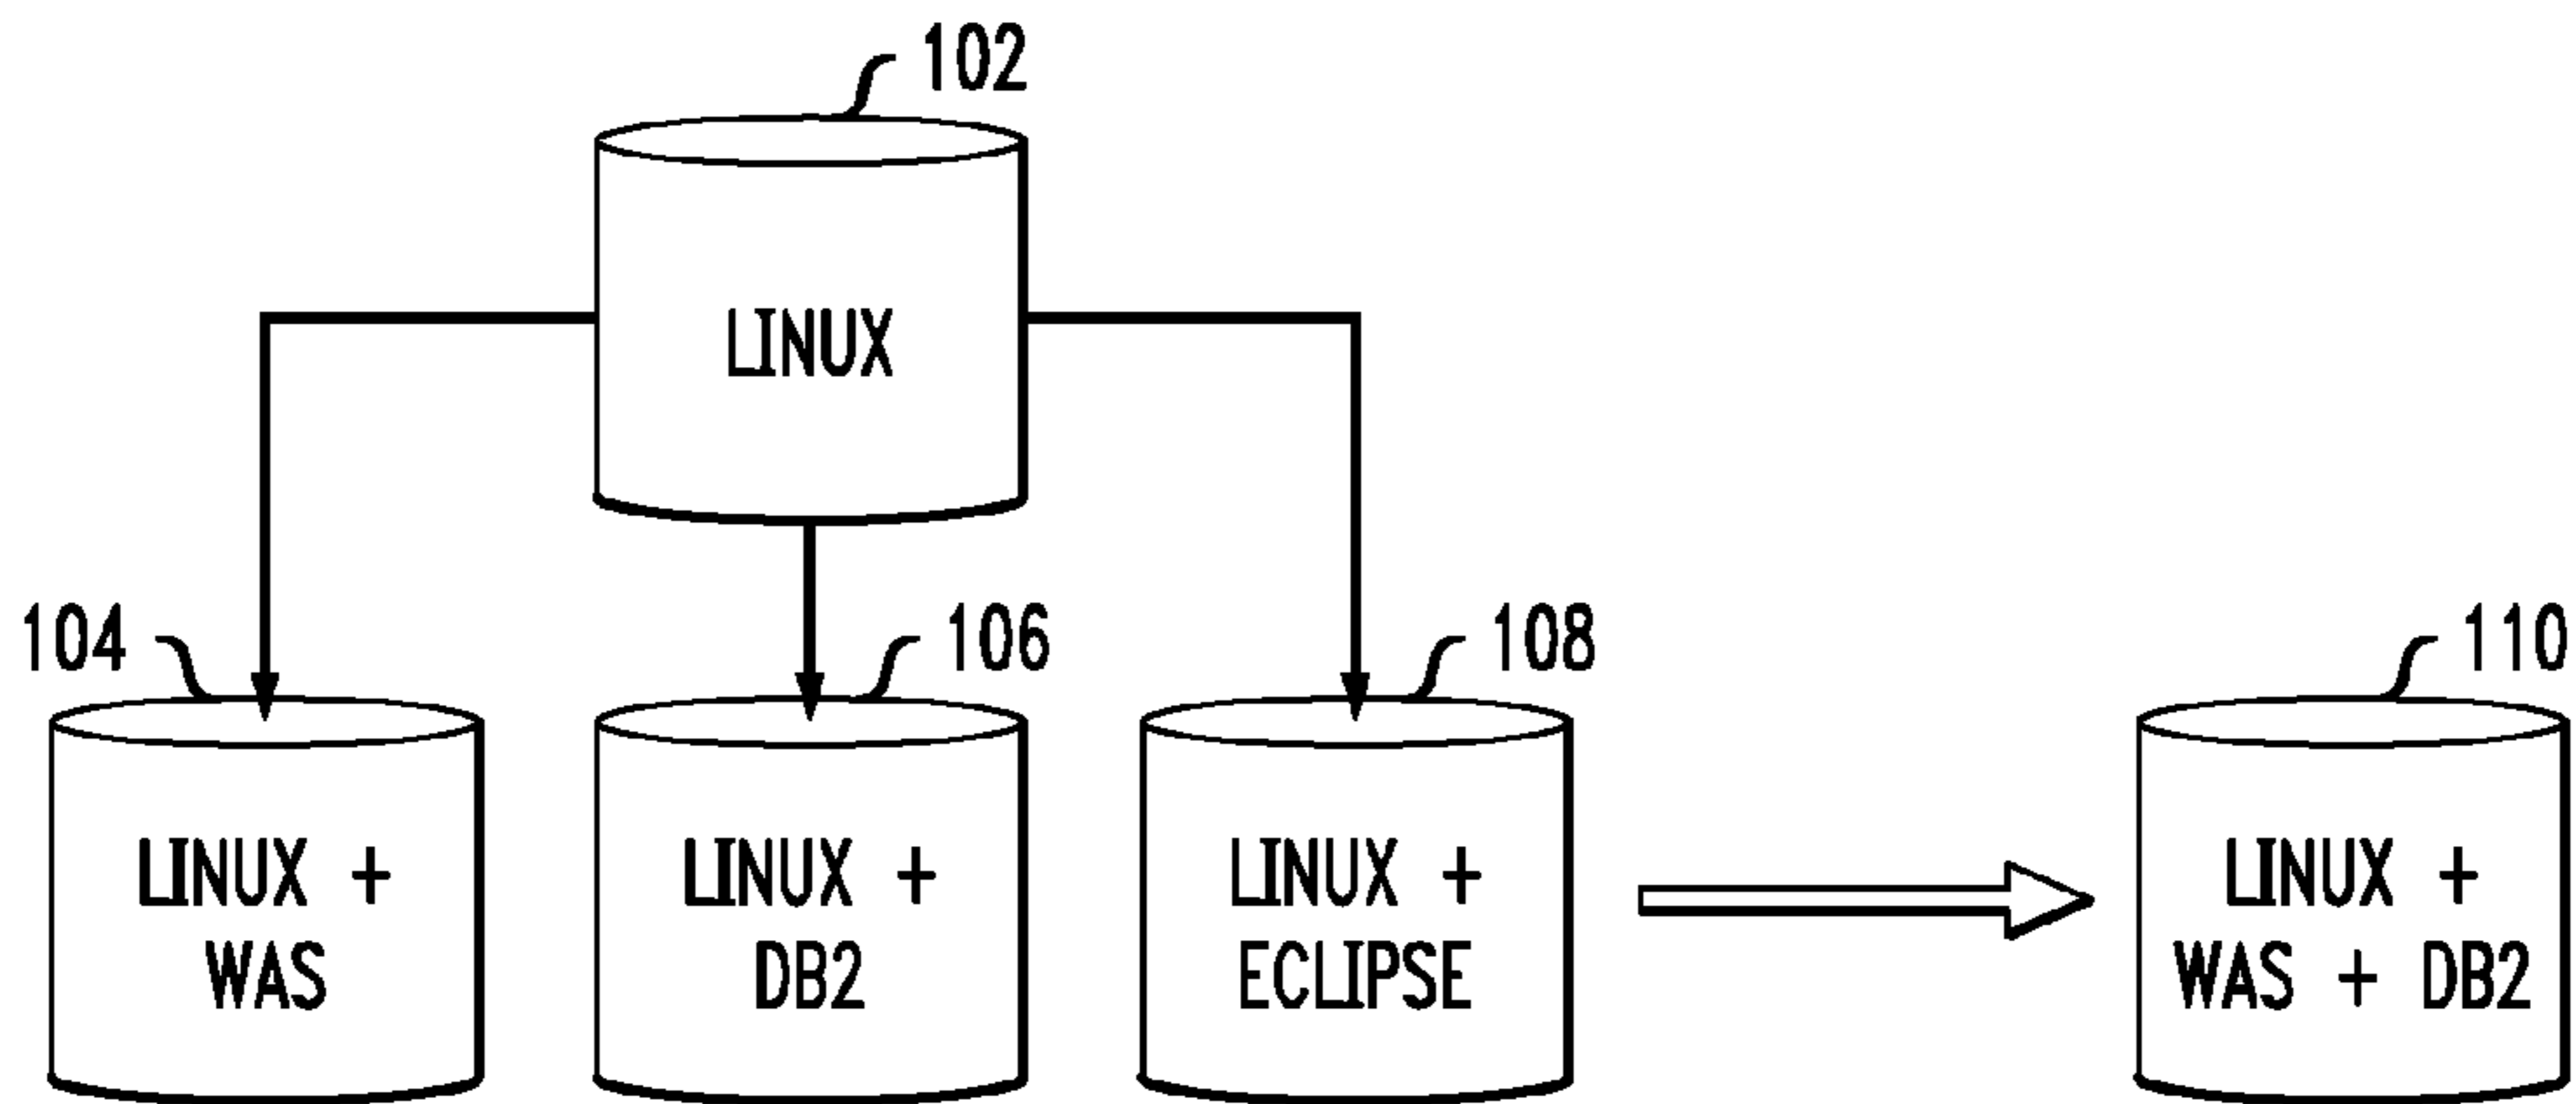 102
LINUX
104
106
108
110
LINUX +
WAS
LINUX +
DB2
LINUX +
ECLIPSE
LINUX +
WAS + DB2